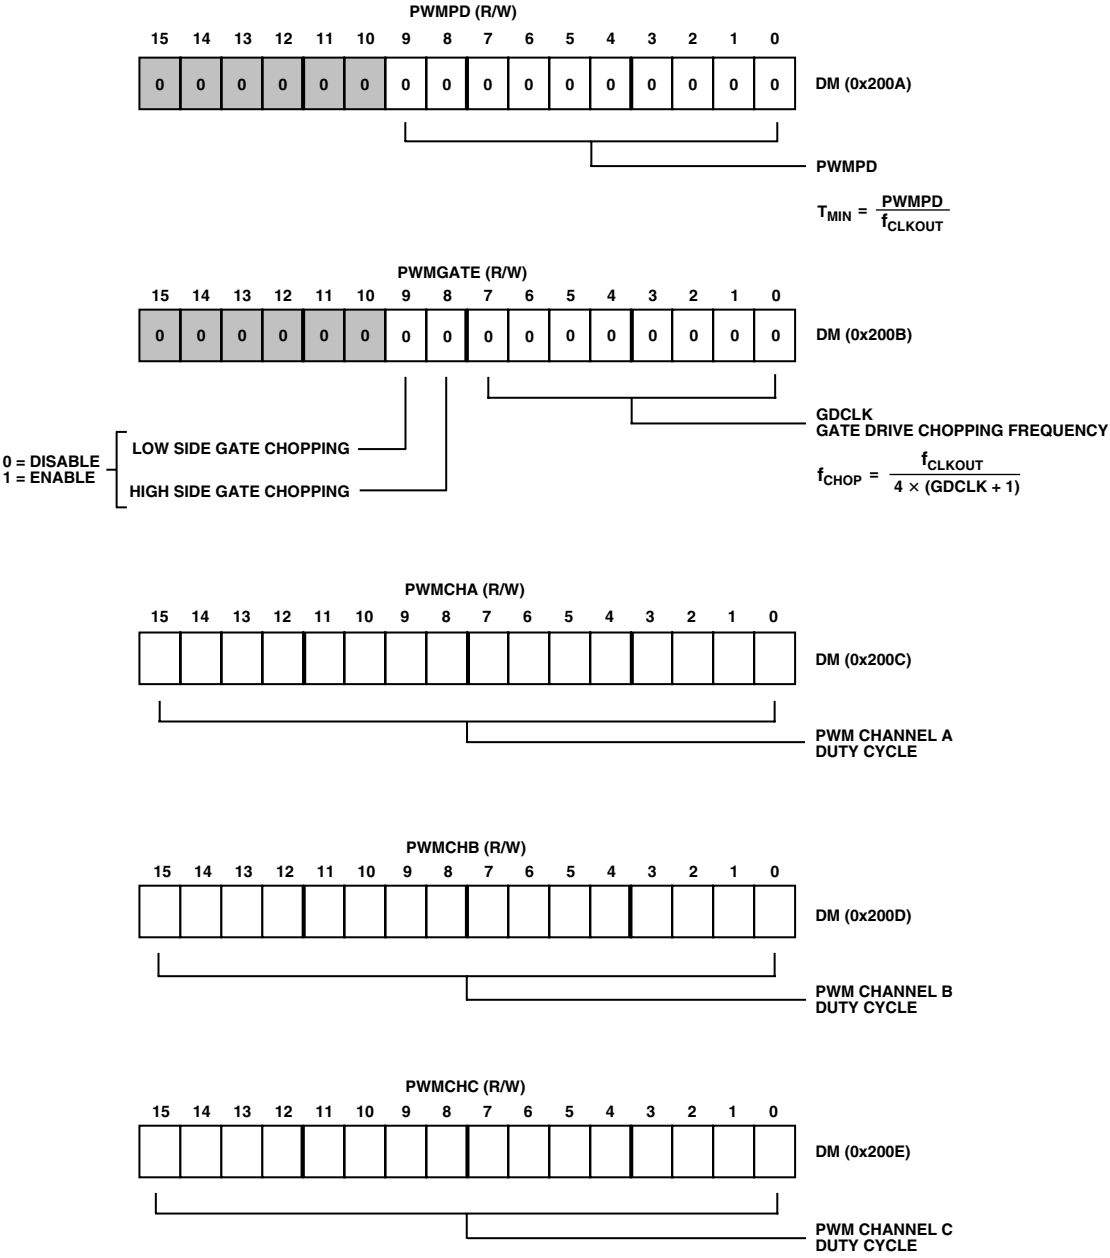 PWMPD (R/W)
15 14 13 12 11 10 9 8 7 6 5 4 3 2 1 0
0 0 0 0 0 0 0 0 0 0 0 0 0 0 0 0 DM (0x200A)
PWMPD
T_MIN = PWMPD / f_CLKOUT
PWMGATE (R/W)
15 14 13 12 11 10 9 8 7 6 5 4 3 2 1 0
0 0 0 0 0 0 0 0 0 0 0 0 0 0 0 0 DM (0x200B)
GDCLK
GATE DRIVE CHOPPING FREQUENCY
f_CHOP = f_CLKOUT / 4 × (GDCLK + 1)
LOW SIDE GATE CHOPPING
0 = DISABLE
1 = ENABLE
HIGH SIDE GATE CHOPPING
PWMCHA (R/W)
15 14 13 12 11 10 9 8 7 6 5 4 3 2 1 0
DM (0x200C)
PWM CHANNEL A
DUTY CYCLE
PWMCHB (R/W)
15 14 13 12 11 10 9 8 7 6 5 4 3 2 1 0
DM (0x200D)
PWM CHANNEL B
DUTY CYCLE
PWMCHC (R/W)
15 14 13 12 11 10 9 8 7 6 5 4 3 2 1 0
DM (0x200E)
PWM CHANNEL C
DUTY CYCLE